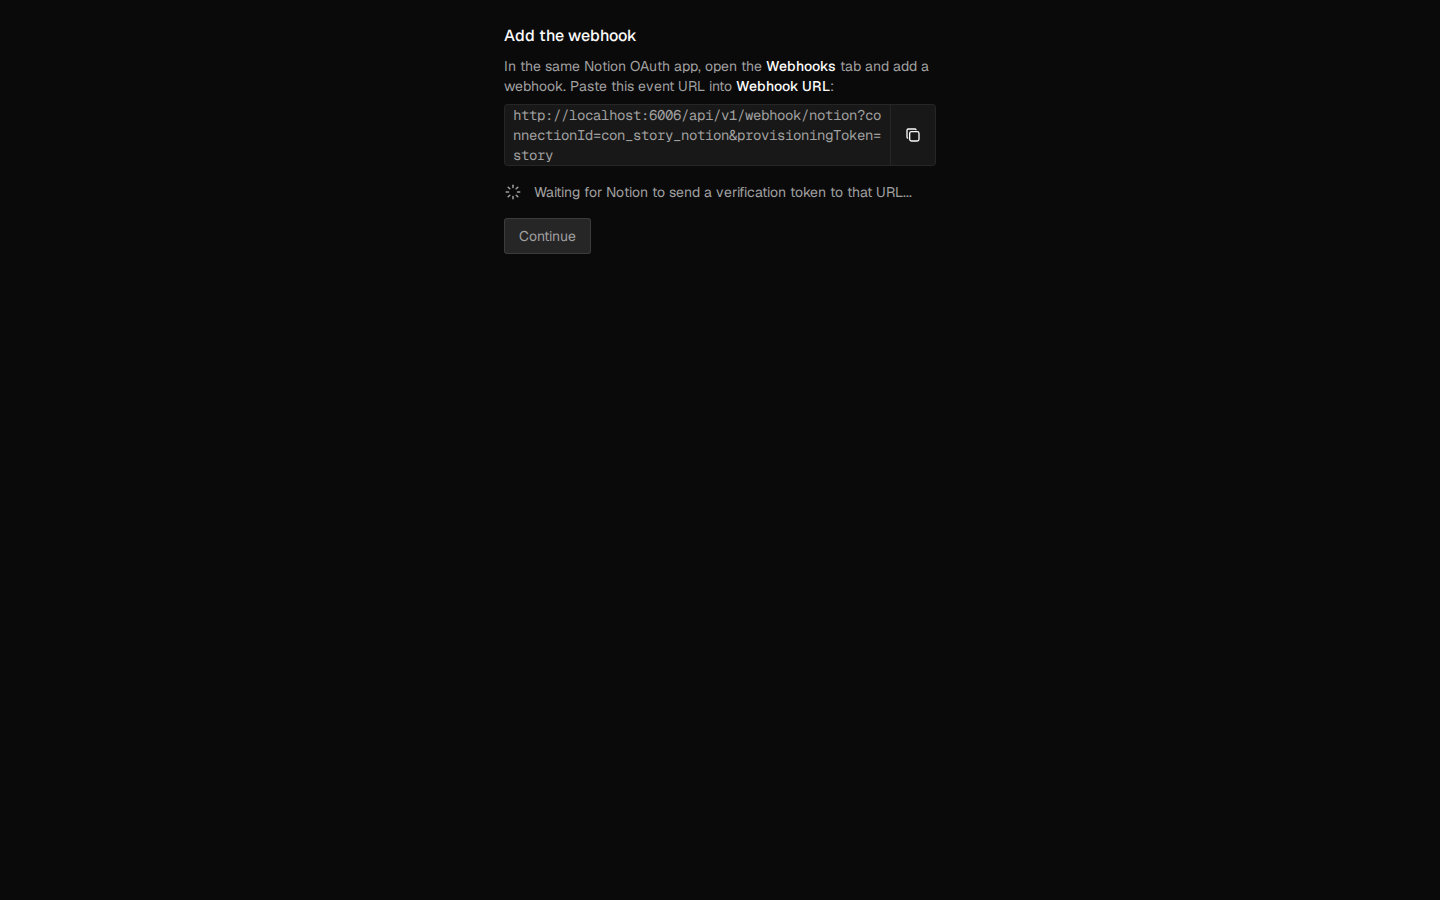 Add the webhook
In the same Notion OAuth app, open the Webhooks tab and add a
webhook. Paste this event URL into Webhook URL:
http://localhost:6006/api/v1/webhook/notion?co
nnectionId=con_story_notion&provisioningToken=
story
Waiting for Notion to send a verification token to that URL...
Continue